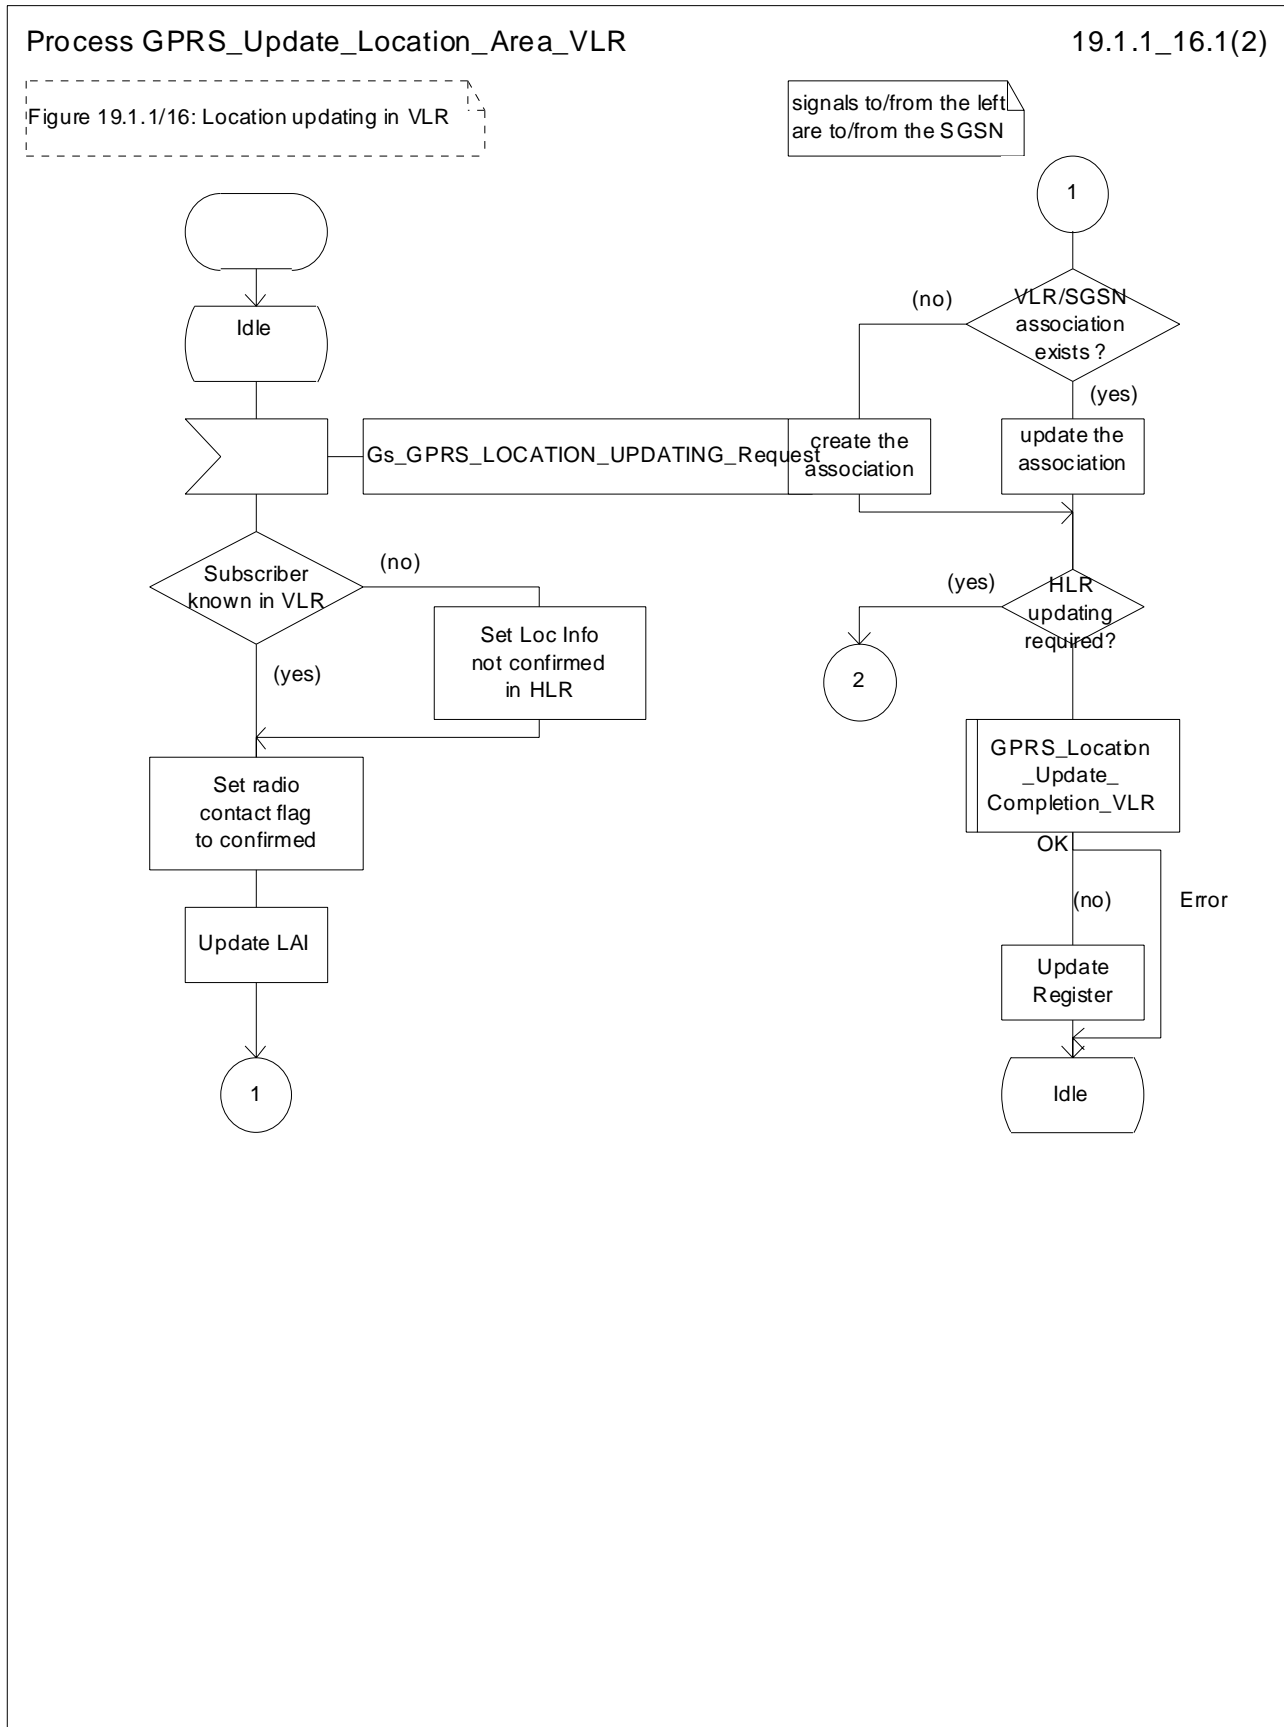 Process GPRS_Update_Location_Area_VLR
19.1.1_16.1(2)
Figure 19.1.1/16: Location updating in VLR
signals to/from the left
are to/from the SGSN
Idle
Gs_GPRS_LOCATION_UPDATING_Request
Subscriber
known in VLR
(no)
(yes)
Set Loc Info
not confirmed
in HLR
Set radio
contact flag
to confirmed
Update LAI
1
1
VLR/SGSN
association
exists ?
(no)
(yes)
create the
association
update the
association
HLR
updating
required?
(yes)
2
GPRS_Location
_Update_
Completion_VLR
OK
(no)
Error
Update
Register
Idle